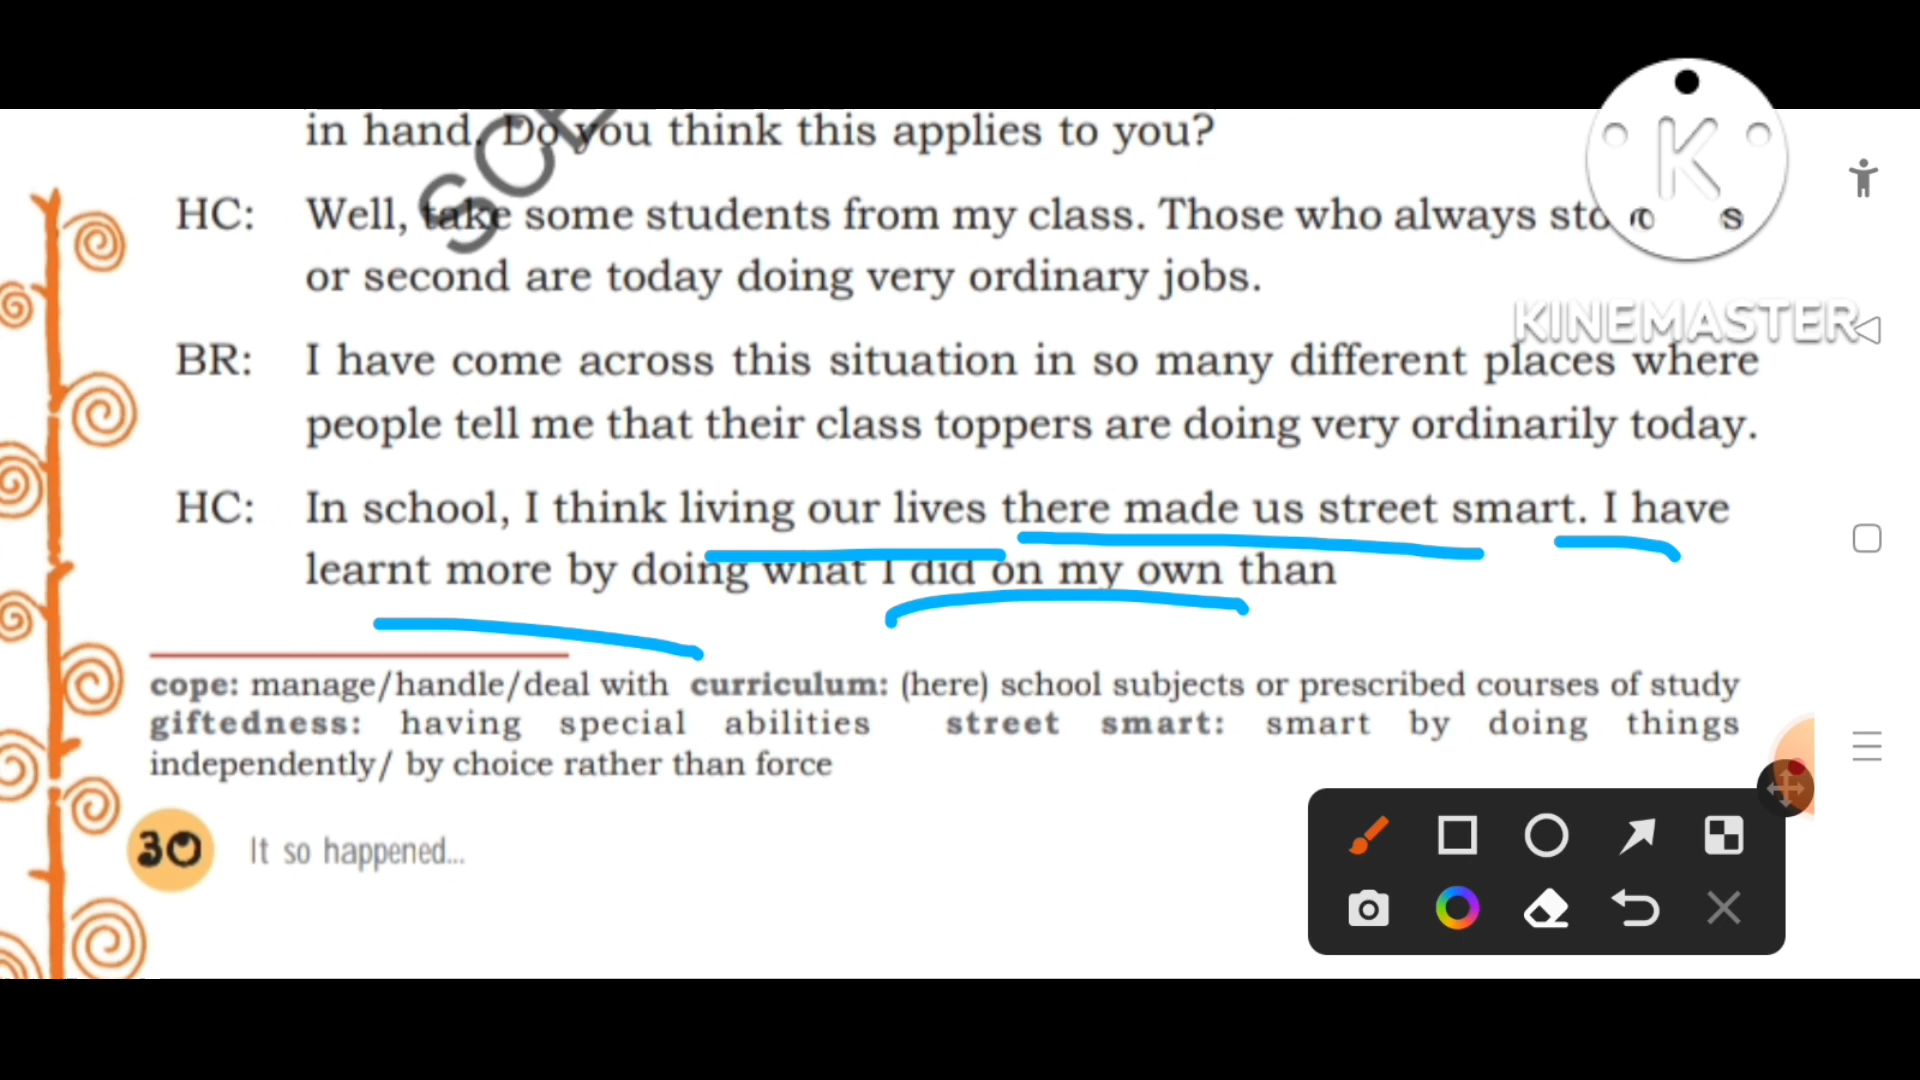 in hand. Do you think this applies to you?
HC: Well, take some students from my class. Those who always
or second are today doing very ordinary jobs.
KINEMASTER
BR: I have come across this situation in so many different places where
people tell me that their class toppers are doing very ordinarily today.
HC: In school, I think living our lives there made us street smart. I have
learnt more by doing what I did on my own than
cope: manage/handle/deal with curriculum: (here) school subjects or prescribed courses of study
giftedness: having special abilities street smart: smart by doing things
independently/ by choice rather than force
30 It so happened...